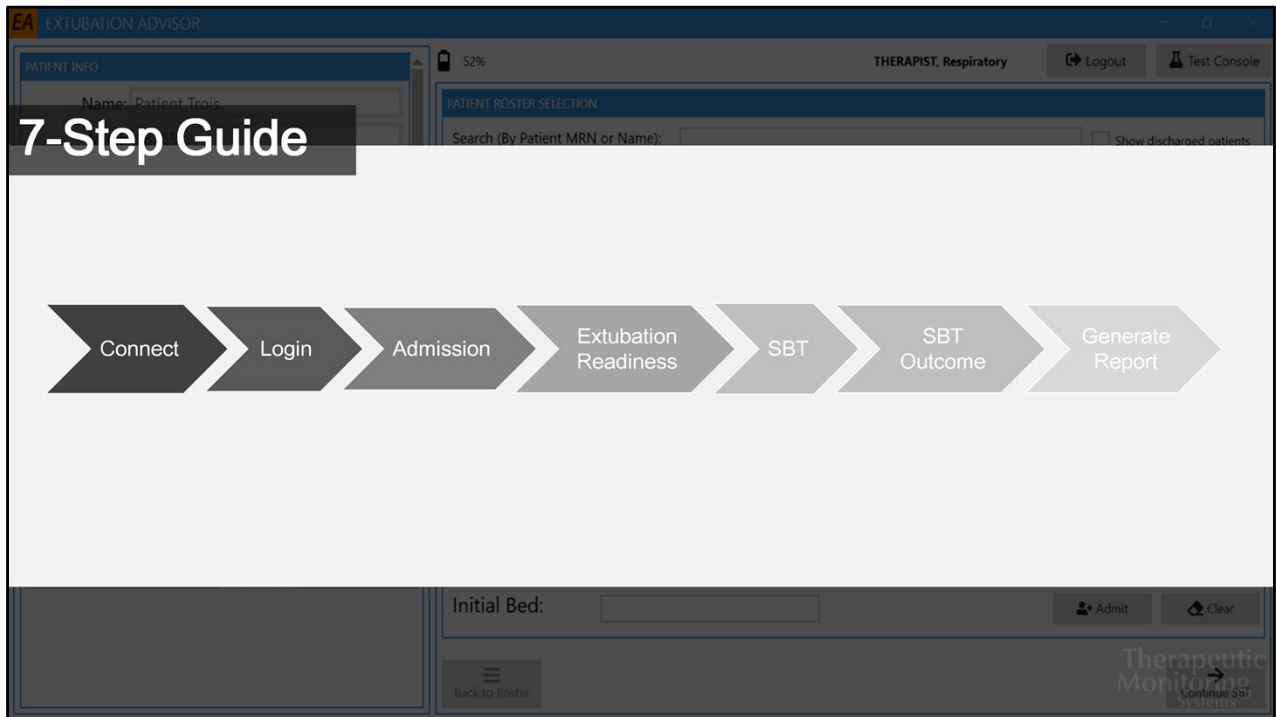 EA EXTUBATION ADVISOR
PATIENT INFO
Name: Patient Trois
52%
THERAPIST, Respiratory
Logout
Test Console
PATIENT ROSTER SELECTION
Search (By Patient MRN or Name):
Show discharged patients
7-Step Guide
Connect
Login
Admission
Extubation
Readiness
SBT
SBT
Outcome
Generate
Report
Initial Bed:
Admit
Clear
Back to Roster
Continue SBT
Therapeutic
Monitoring
Systems